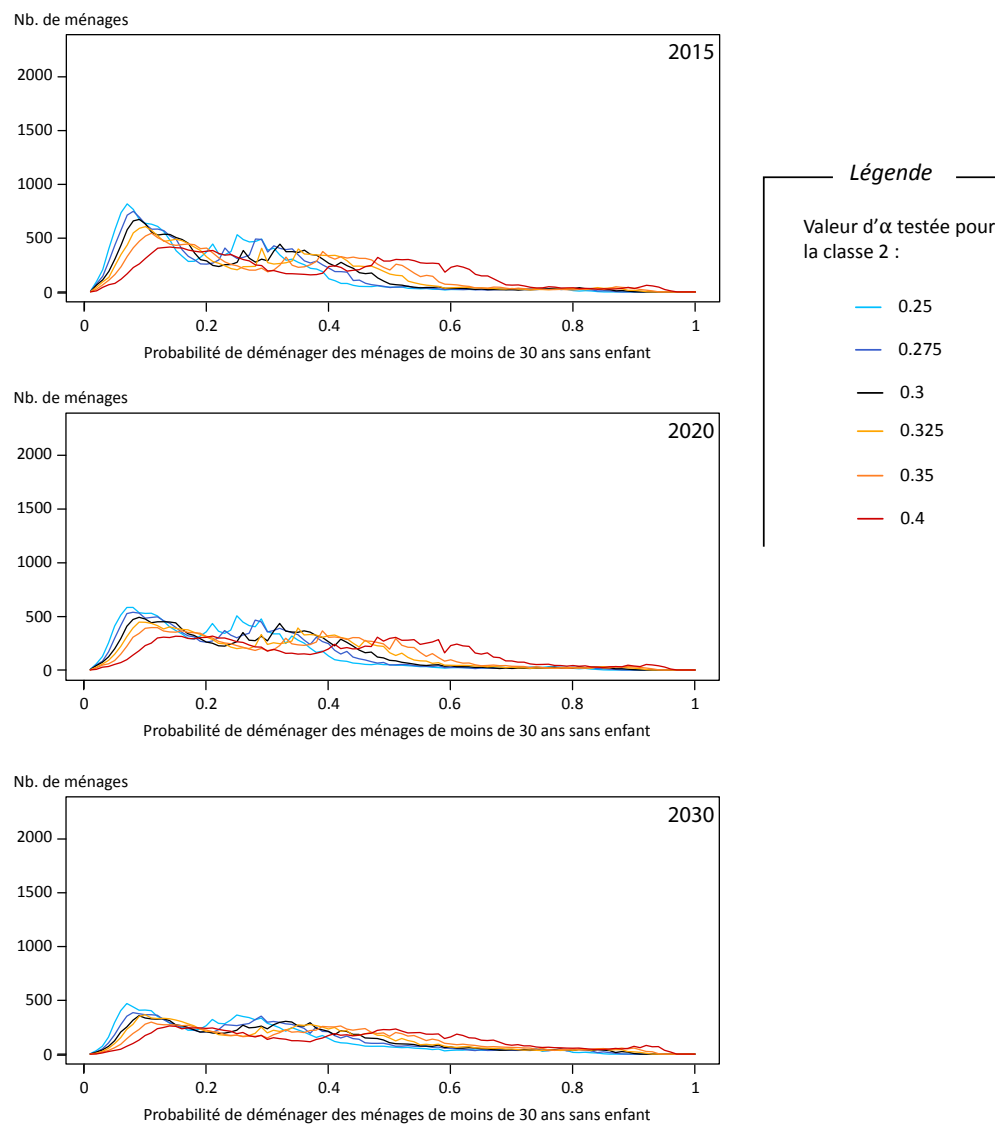 Nb. de ménages
2015
2000
1500
1000
500
0
0 0.2 0.4 0.6 0.8 1
Probabilité de déménager des ménages de moins de 30 ans sans enfant
Nb. de ménages
2020
2000
1500
1000
500
0
0 0.2 0.4 0.6 0.8 1
Probabilité de déménager des ménages de moins de 30 ans sans enfant
Nb. de ménages
2030
2000
1500
1000
500
0
0 0.2 0.4 0.6 0.8 1
Probabilité de déménager des ménages de moins de 30 ans sans enfant
Légende
Valeur d'α testée pour
la classe 2 :
0.25
0.275
0.3
0.325
0.35
0.4